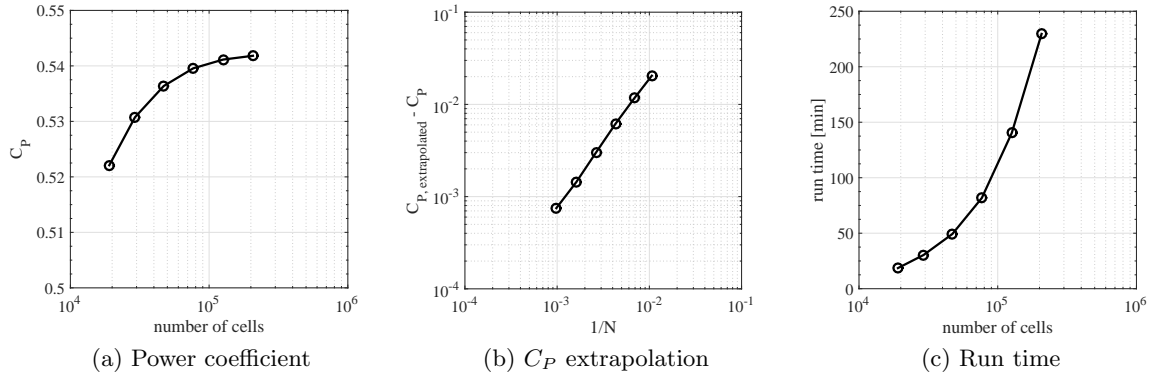 0.55
0.54
0.53
0.52
0.51
0.5
C_P
10^4
10^5
10^6
number of cells
(a) Power coefficient
10^-1
10^-2
10^-3
10^-4
C_P, extrapolated - C_P
10^-4
10^-3
10^-2
10^-1
1/N
(b) C_P extrapolation
250
200
150
100
50
0
run time [min]
10^4
10^5
10^6
number of cells
(c) Run time